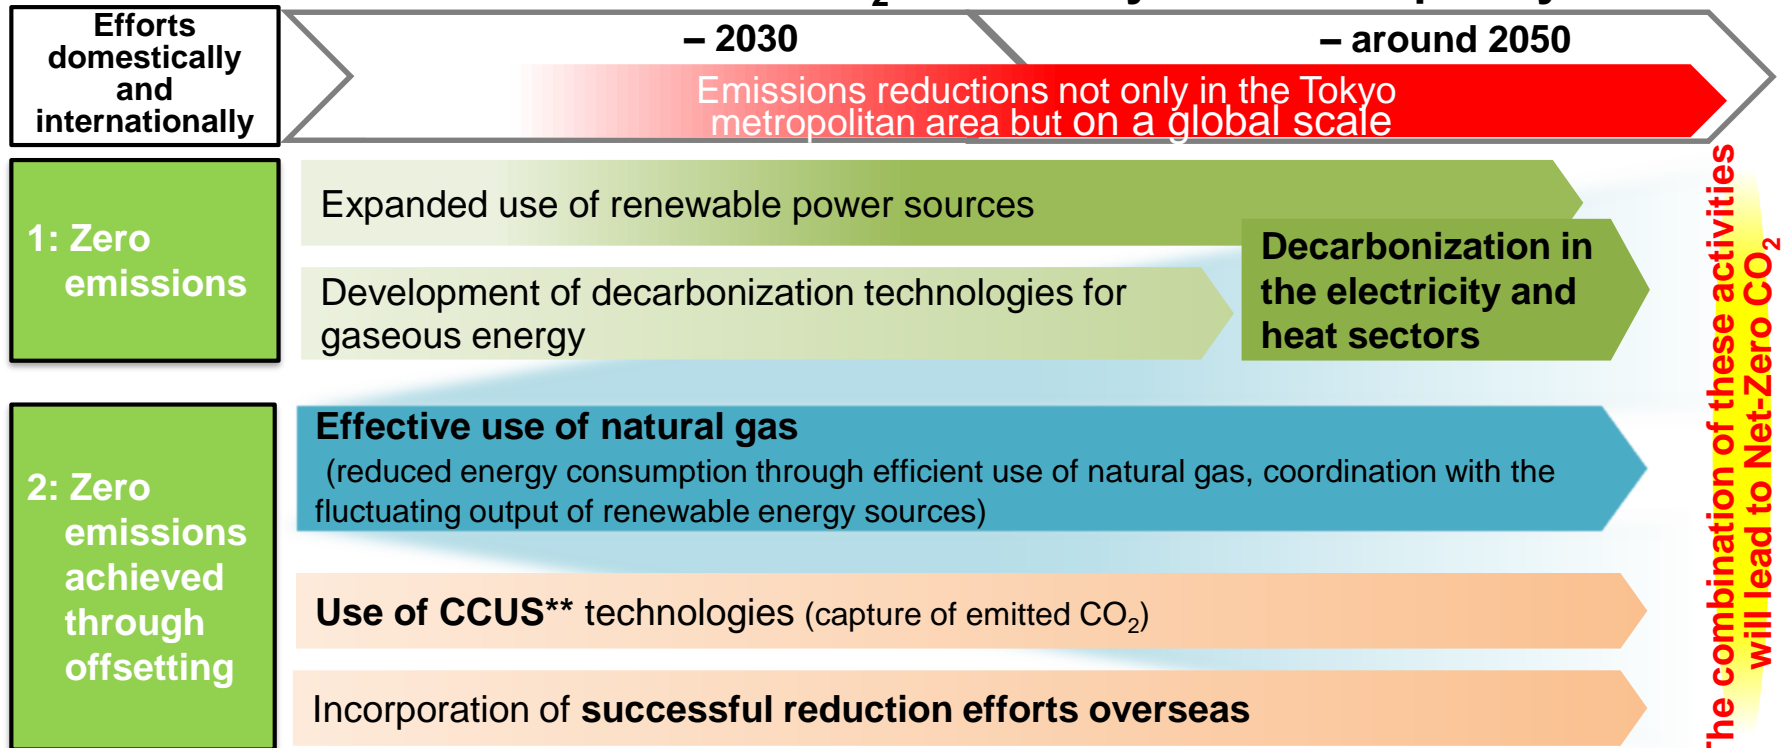 Efforts
domestically
and
internationally
– 2030
– around 2050
Emissions reductions not only in the Tokyo
metropolitan area but on a global scale
1: Zero
emissions
Expanded use of renewable power sources
Development of decarbonization technologies for
gaseous energy
Decarbonization in
the electricity and
heat sectors
2: Zero
emissions
achieved
through
offsetting
Effective use of natural gas
(reduced energy consumption through efficient use of natural gas, coordination with the
fluctuating output of renewable energy sources)
Use of CCUS** technologies (capture of emitted CO₂)
Incorporation of successful reduction efforts overseas
The combination of these activities
will lead to Net-Zero CO₂